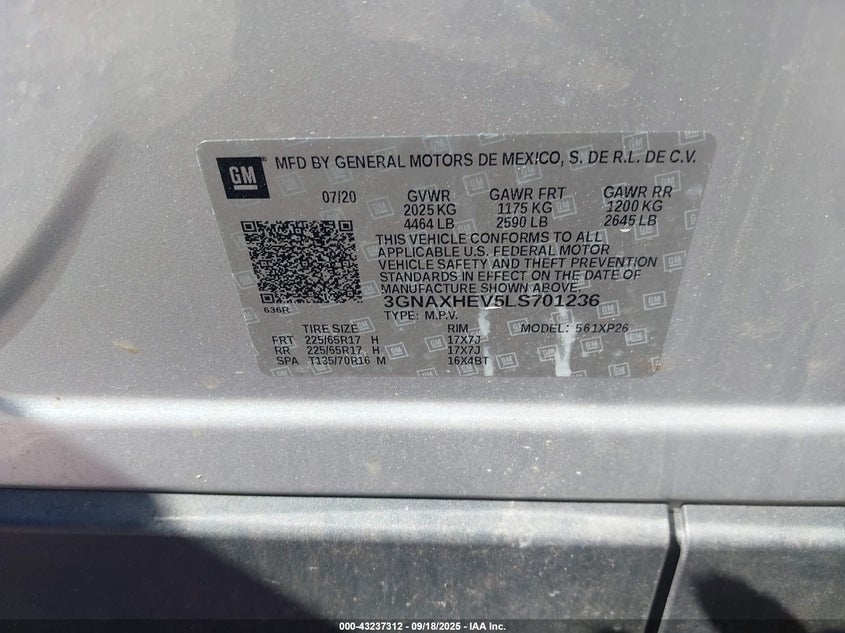 GM
MFD BY GENERAL MOTORS DE MEXICO, S. DE R.L. DE C.V.
07/20 GVWR GAWR FRT GAWR RR
2025 KG 1175 KG 1200 KG
4464 LB 2590 LB 2645 LB
THIS VEHICLE CONFORMS TO ALL
APPLICABLE U.S. FEDERAL MOTOR
VEHICLE SAFETY AND THEFT PREVENTION
STANDARDS IN EFFECT ON THE DATE OF
MANUFACTURE SHOWN ABOVE.
3GNAXHEV5LS701236
636R
TYPE: M.P.V.
TIRE SIZE RIM MODEL: 561XP26
FRT 225/65R17 H 17X7J
RR 225/65R17 H 17X7J
SPA T135/70R16 M 16X4BT
000-43237312 - 09/18/2025 - IAA Inc.